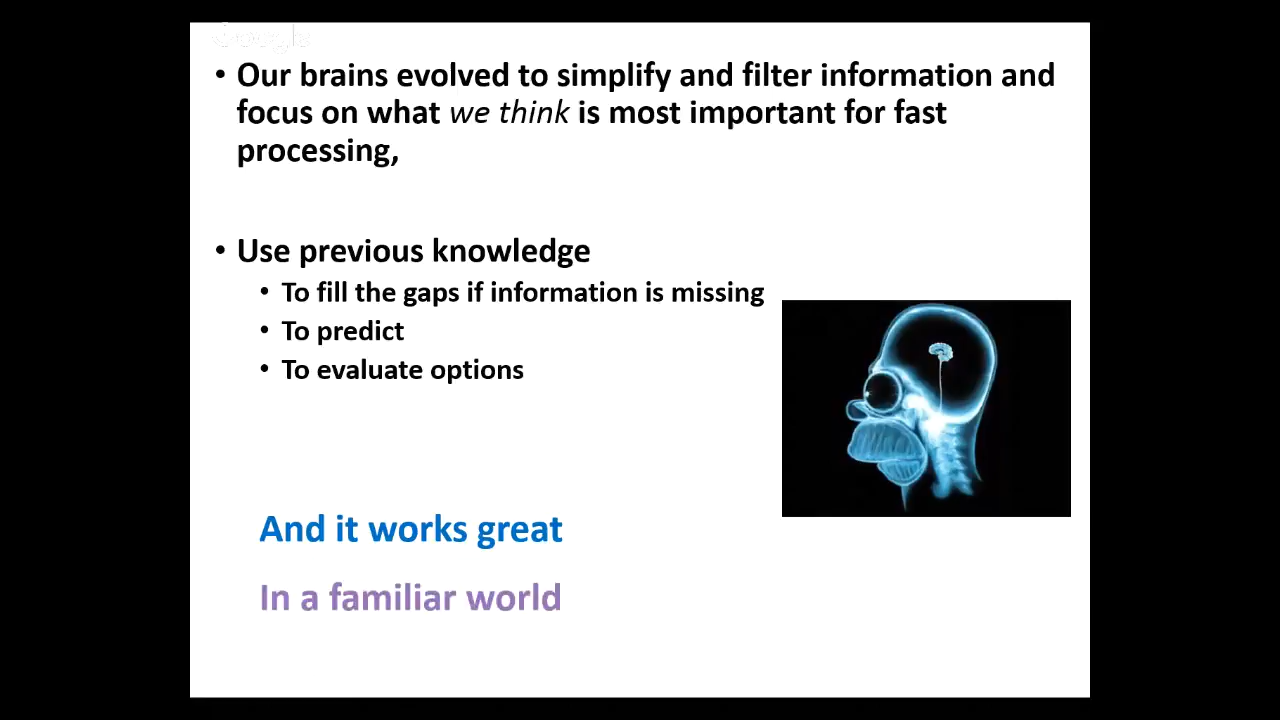 Google
• Our brains evolved to simplify and filter information and
focus on what we think is most important for fast
processing,
• Use previous knowledge
• To fill the gaps if information is missing
• To predict
• To evaluate options
And it works great
In a familiar world